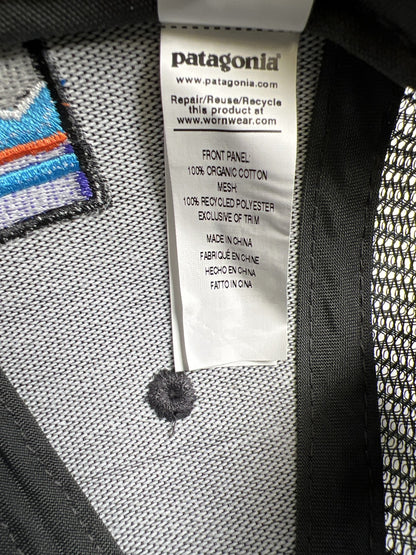 patagonia®
www.patagonia.com
Repair/Reuse/Recycle
this product at
www.wornwear.com
FRONT PANEL:
100% ORGANIC COTTON
MESH:
100% RECYCLED POLYESTER
EXCLUSIVE OF TRIM
MADE IN CHINA
FABRIQUÉ EN CHINE
HECHO EN CHINA
FATTO IN CINA